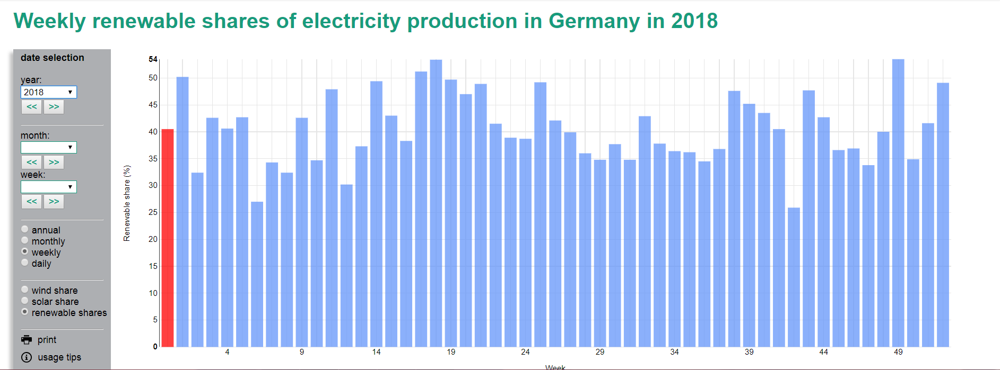 Weekly renewable shares of electricity production in Germany in 2018
date selection
year:
2018
<< >>
month:
<< >>
week:
<< >>
annual
monthly
weekly
daily
wind share
solar share
renewable shares
print
usage tips
Renewable share (%)
54
50
45
40
35
30
25
20
15
10
5
0
4 9 14 19 24 29 34 39 44 49
Week